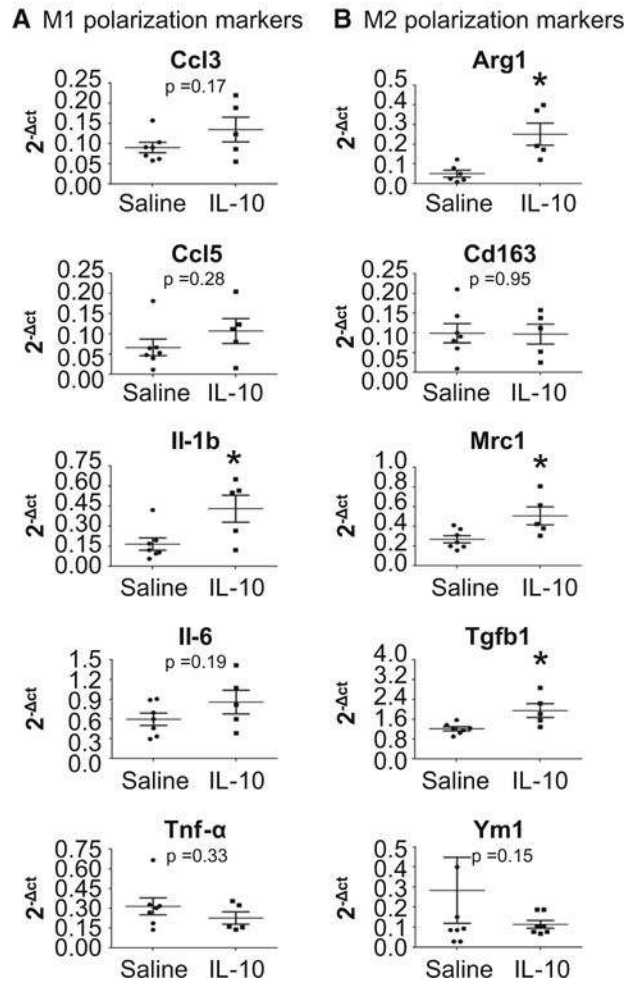 A M1 polarization markers
Ccl3
p =0.17
2^-Δct
0.25
0.20
0.15
0.10
0.05
0.00
Saline IL-10
Ccl5
p =0.28
2^-Δct
0.25
0.20
0.15
0.10
0.05
0.00
Saline IL-10
Il-1b
*
2^-Δct
0.75
0.60
0.45
0.30
0.15
0.00
Saline IL-10
Il-6
p =0.19
2^-Δct
1.5
1.2
0.9
0.6
0.3
0.0
Saline IL-10
Tnf-α
p =0.33
2^-Δct
0.75
0.60
0.45
0.30
0.15
0.00
Saline IL-10
B M2 polarization markers
Arg1
*
2^-Δct
0.5
0.4
0.3
0.2
0.1
0.0
Saline IL-10
Cd163
p =0.95
2^-Δct
0.25
0.20
0.15
0.10
0.05
0.00
Saline IL-10
Mrc1
*
2^-Δct
1.0
0.8
0.6
0.4
0.2
0.0
Saline IL-10
Tgfb1
*
2^-Δct
4.0
3.2
2.4
1.6
0.8
0.0
Saline IL-10
Ym1
p =0.15
2^-Δct
0.5
0.4
0.3
0.2
0.1
0.0
Saline IL-10